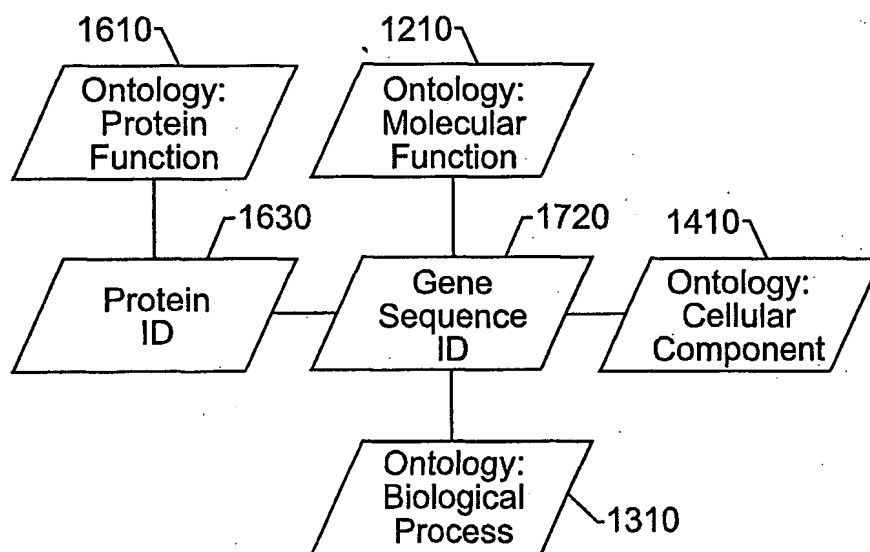 1610
1210
Ontology:
Protein
Function
Ontology:
Molecular
Function
1630
1720
1410
Protein
ID
Gene
Sequence
ID
Ontology:
Cellular
Component
Ontology:
Biological
Process
1310